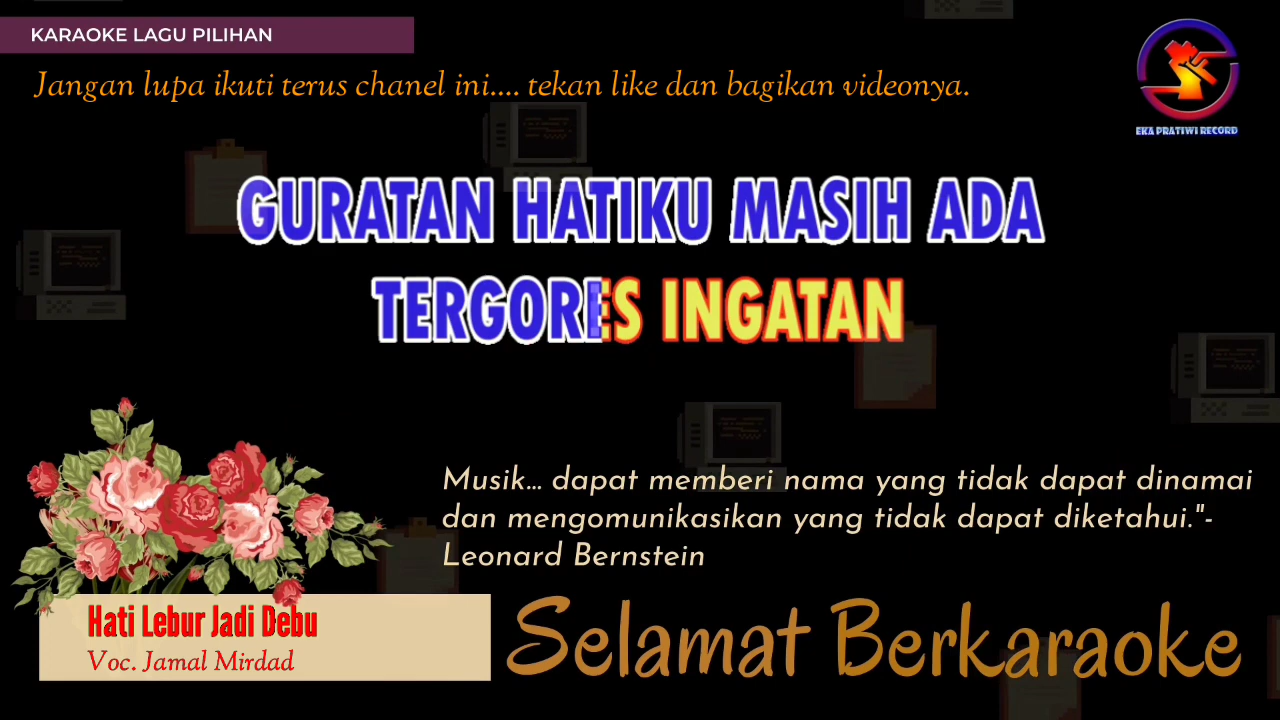 KARAOKE LAGU PILIHAN
Jangan lupa ikuti terus chanel ini.... tekan like dan bagikan videonya.
EKA PRATIWI RECORD
GURATAN HATIKU MASIH ADA
TERGORES INGATAN
Musik... dapat memberi nama yang tidak dapat dinamai
dan mengomunikasikan yang tidak dapat diketahui."-
Leonard Bernstein
Hati Lebur Jadi Debu
Voc. Jamal Mirdad
Selamat Berkaraoke